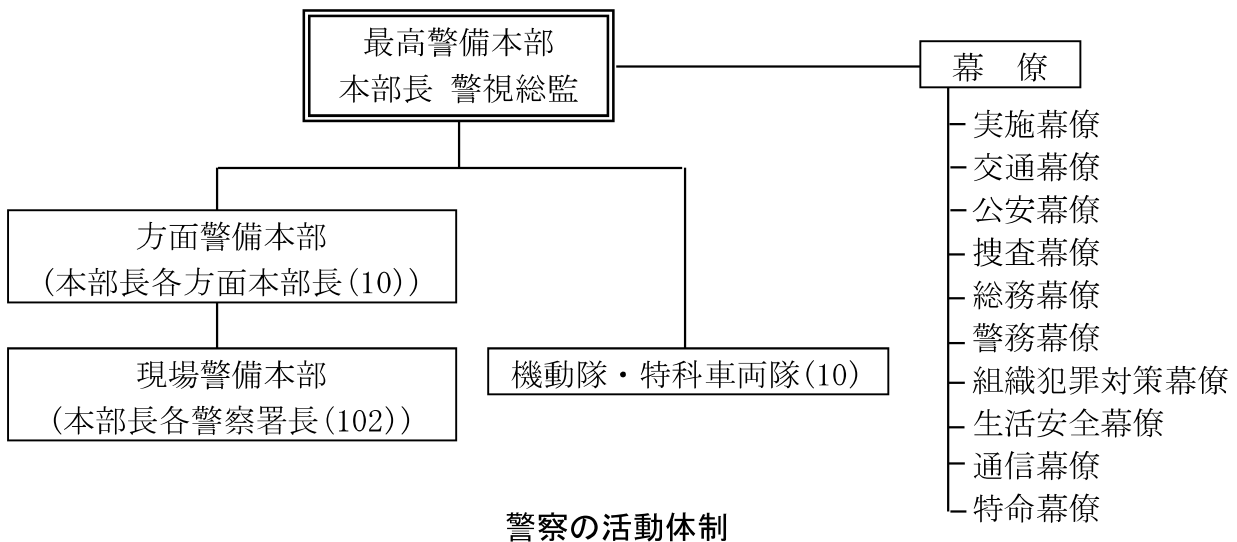 最高警備本部
本部長 警視総監
幕 僚
実施幕僚
交通幕僚
公安幕僚
捜査幕僚
総務幕僚
警務幕僚
組織犯罪対策幕僚
生活安全幕僚
通信幕僚
特命幕僚
方面警備本部
(本部長各方面本部長(10))
現場警備本部
(本部長各警察署長(102))
機動隊・特科車両隊(10)
警察の活動体制